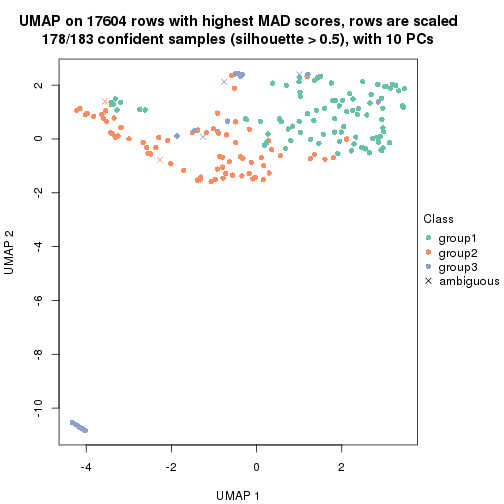 UMAP on 17604 rows with highest MAD scores, rows are scaled
178/183 confident samples (silhouette > 0.5), with 10 PCs
2
0
-2
-4
-6
-8
-10
UMAP 2
-4
-2
0
2
UMAP 1
Class
group1
group2
group3
ambiguous